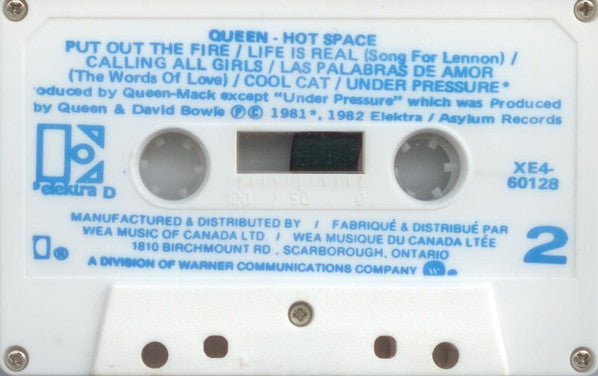 QUEEN - HOT SPACE
PUT OUT THE FIRE / LIFE IS REAL (Song For Lennon) /
CALLING ALL GIRLS / LAS PALABRAS DE AMOR
(The Words Of Love) / COOL CAT / UNDER PRESSURE*
oduced by Queen-Mack except "Under Pressure" which was Produced
by Queen & David Bowie Ⓟ © 1981*, 1982 Elektra / Asylum Records
elektra D
XE4-
60128
100 / 50 0
MANUFACTURED & DISTRIBUTED BY / FABRIQUÉ & DISTRIBUÉ PAR
WEA MUSIC OF CANADA LTD / WEA MUSIQUE DU CANADA LTÉE
1810 BIRCHMOUNT RD., SCARBOROUGH, ONTARIO
A DIVISION OF WARNER COMMUNICATIONS COMPANY
®
2